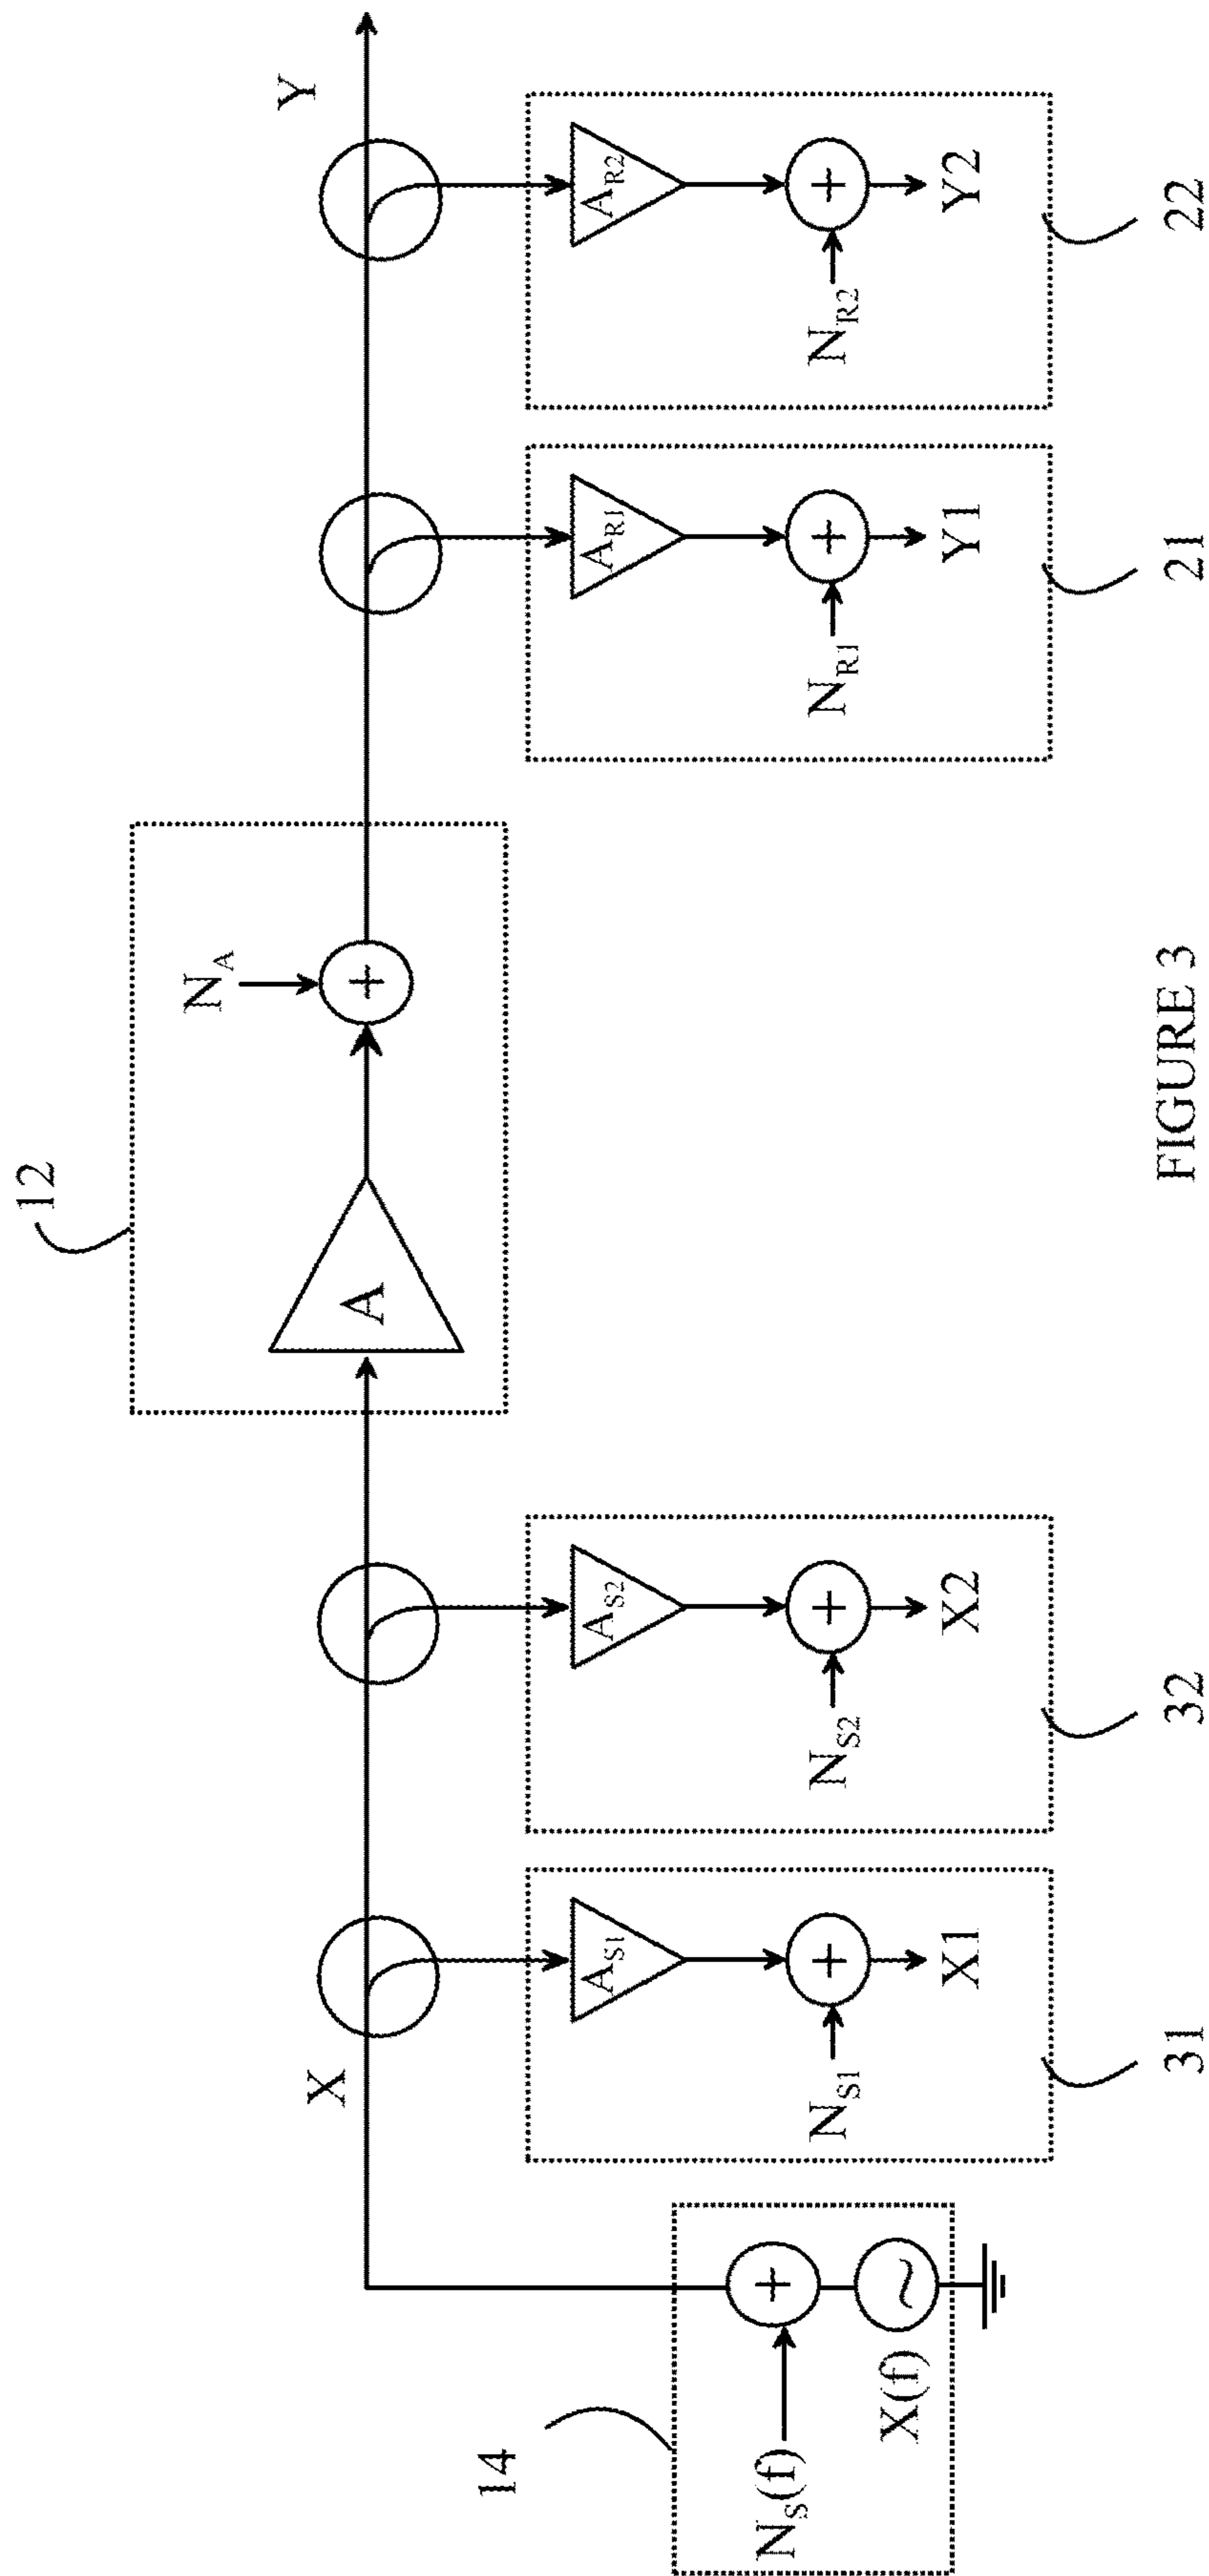 12
N_A
A
Y
X
A_S1
A_S2
A_R1
A_R2
14
N_S(f)
X(f)
+
~
N_S1
+
N_S2
+
N_R1
+
N_R2
+
+
X1
X2
Y1
Y2
31
32
21
22
FIGURE 3